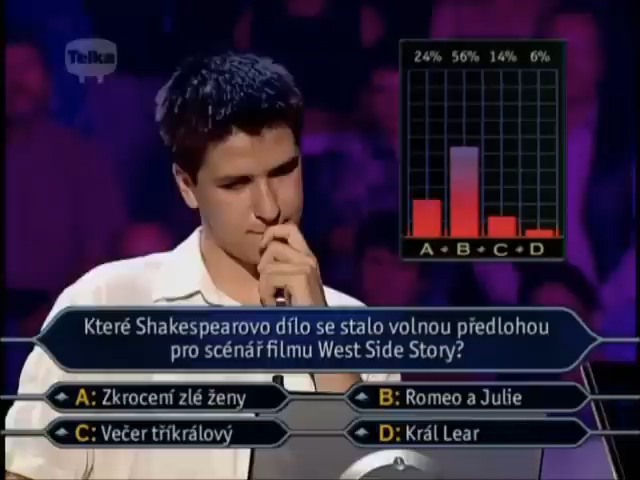 Telka
24% 56% 14% 6%
A B C D
Které Shakespearovo dílo se stalo volnou předlohou
pro scénář filmu West Side Story?
A: Zkrocení zlé ženy
B: Romeo a Julie
C: Večer tříkrálový
D: Král Lear